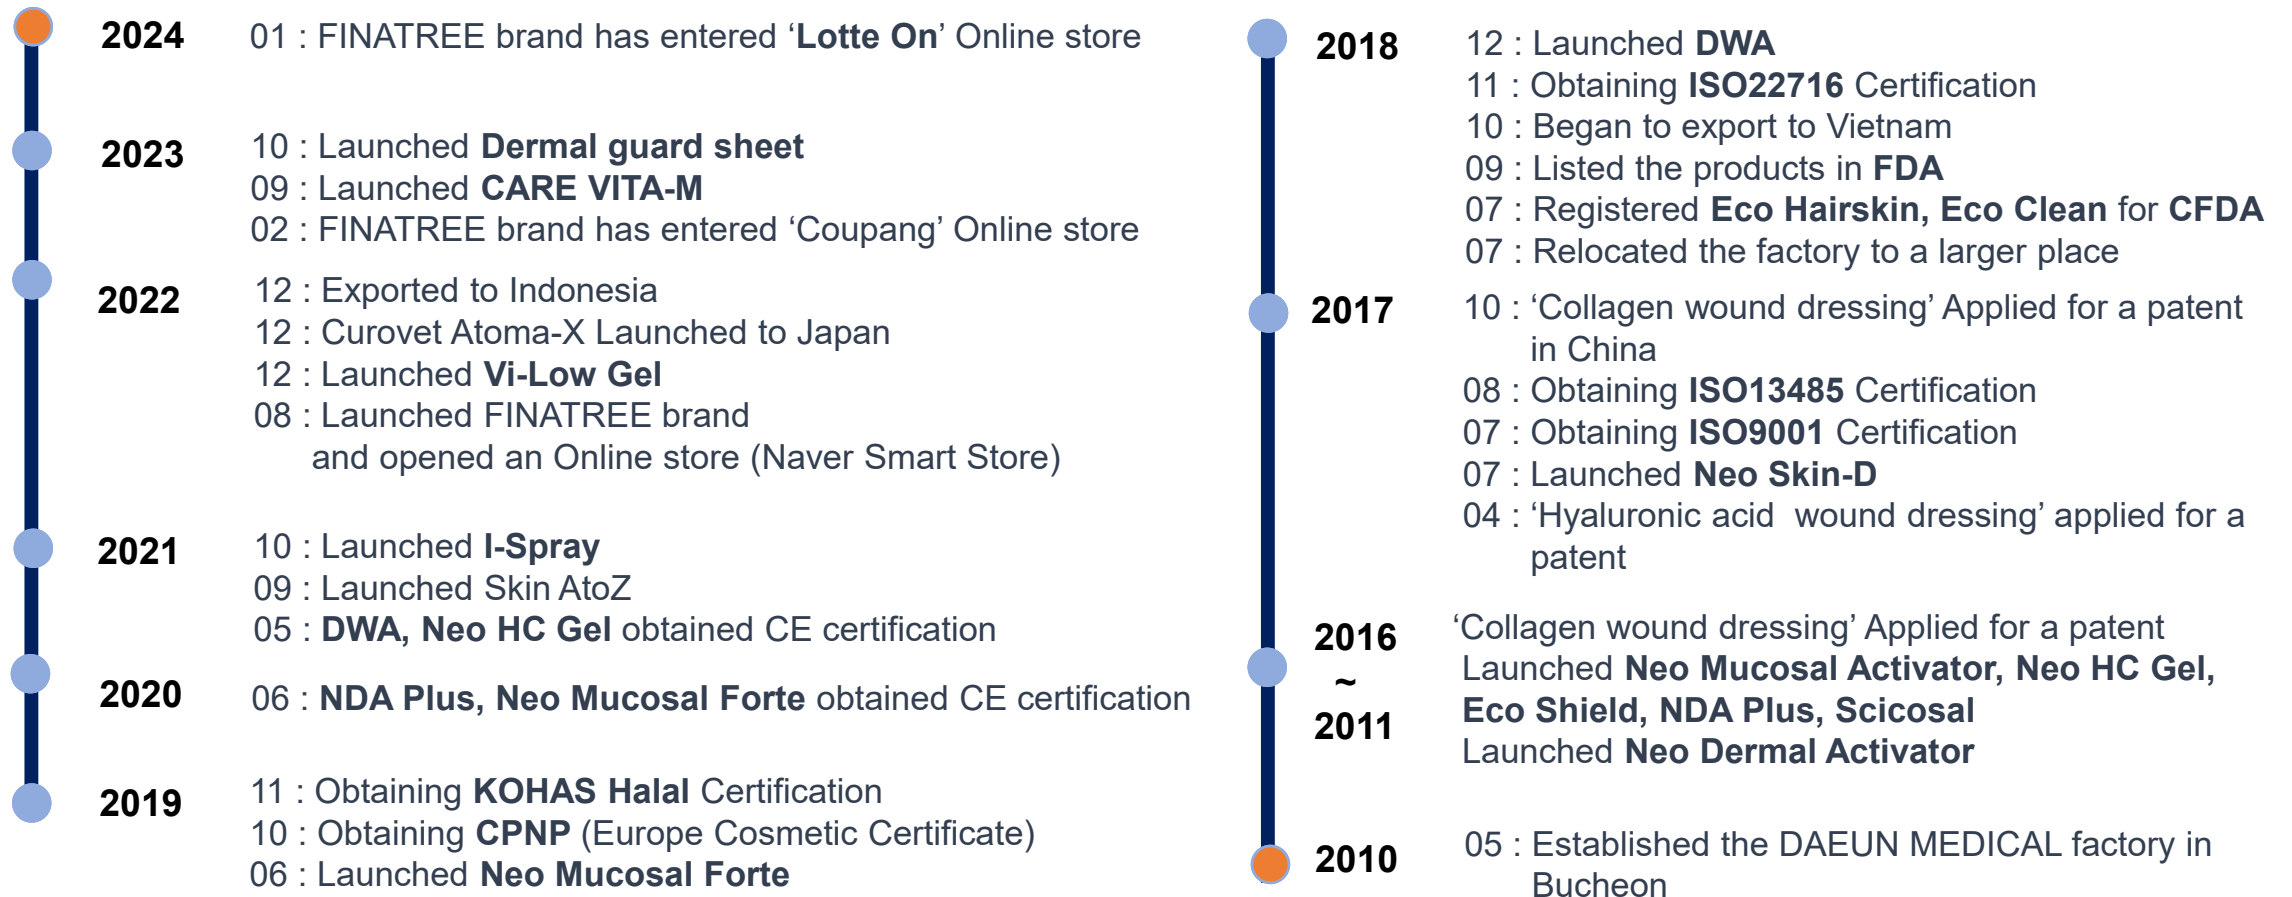 2024
01 : FINATREE brand has entered ‘Lotte On’ Online store
2023
10 : Launched Dermal guard sheet
09 : Launched CARE VITA-M
02 : FINATREE brand has entered ‘Coupang’ Online store
2022
12 : Exported to Indonesia
12 : Curovet Atoma-X Launched to Japan
12 : Launched Vi-Low Gel
08 : Launched FINATREE brand
and opened an Online store (Naver Smart Store)
2021
10 : Launched I-Spray
09 : Launched Skin AtoZ
05 : DWA, Neo HC Gel obtained CE certification
2020
06 : NDA Plus, Neo Mucosal Forte obtained CE certification
2019
11 : Obtaining KOHAS Halal Certification
10 : Obtaining CPNP (Europe Cosmetic Certificate)
06 : Launched Neo Mucosal Forte
2018
12 : Launched DWA
11 : Obtaining ISO22716 Certification
10 : Began to export to Vietnam
09 : Listed the products in FDA
07 : Registered Eco Hairskin, Eco Clean for CFDA
07 : Relocated the factory to a larger place
2017
10 : ‘Collagen wound dressing’ Applied for a patent
in China
08 : Obtaining ISO13485 Certification
07 : Obtaining ISO9001 Certification
07 : Launched Neo Skin-D
04 : ‘Hyaluronic acid  wound dressing’ applied for a
patent
2016
~
2011
‘Collagen wound dressing’ Applied for a patent
Launched Neo Mucosal Activator, Neo HC Gel,
Eco Shield, NDA Plus, Scicosal
Launched Neo Dermal Activator
2010
05 : Established the DAEUN MEDICAL factory in
Bucheon